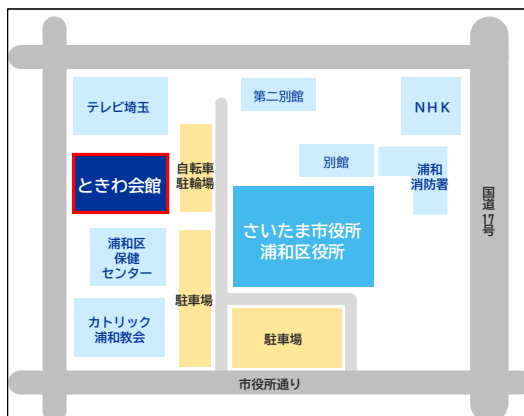 テレビ埼玉
第二別館
ＮＨＫ
自転車
駐輪場
ときわ会館
別館
浦和
消防署
さいたま市役所
浦和区役所
国道17号
浦和区
保健
センター
駐車場
カトリック
浦和教会
駐車場
市役所通り